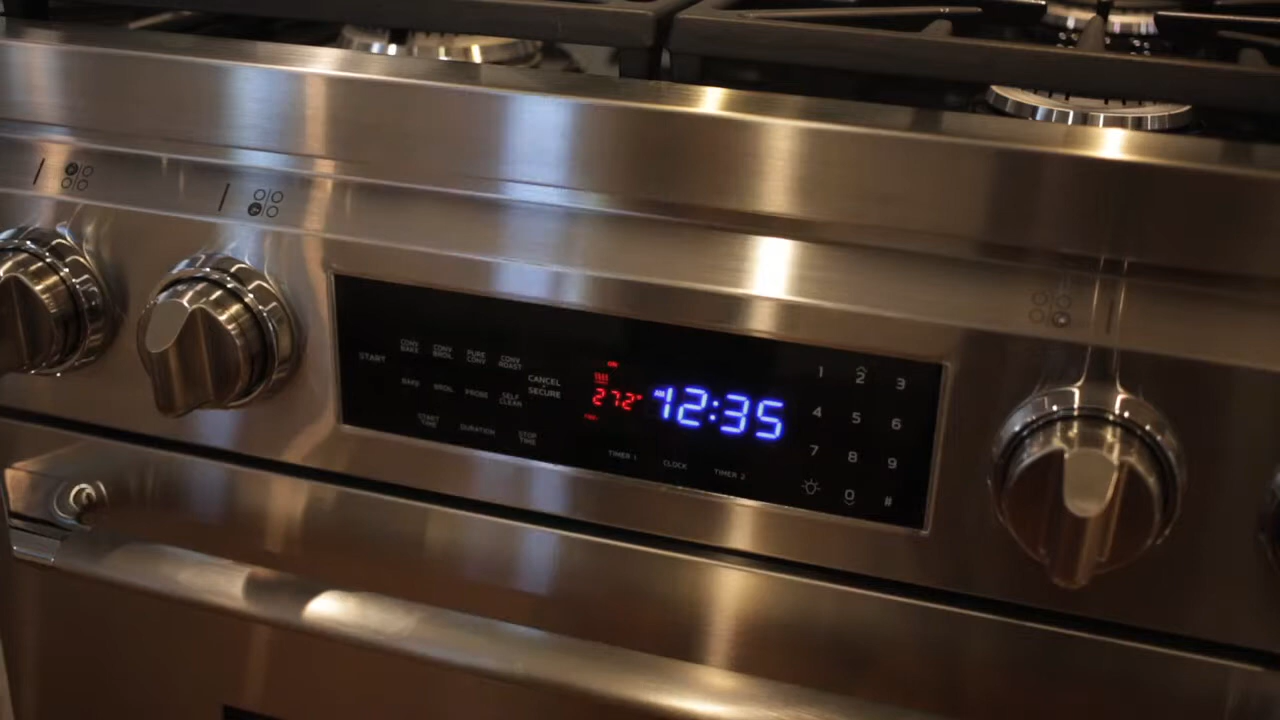 START
CONV
BAKE
CONV
BROIL
PURE
CONV
CONV
ROAST
BAKE
BROIL
PROBE
SELF
CLEAN
CANCEL
SECURE
START
TIME
DURATION
STOP
TIME
272°
12:35
TIMER 1
CLOCK
TIMER 2
1 2 3
4 5 6
7 8 9
0 #